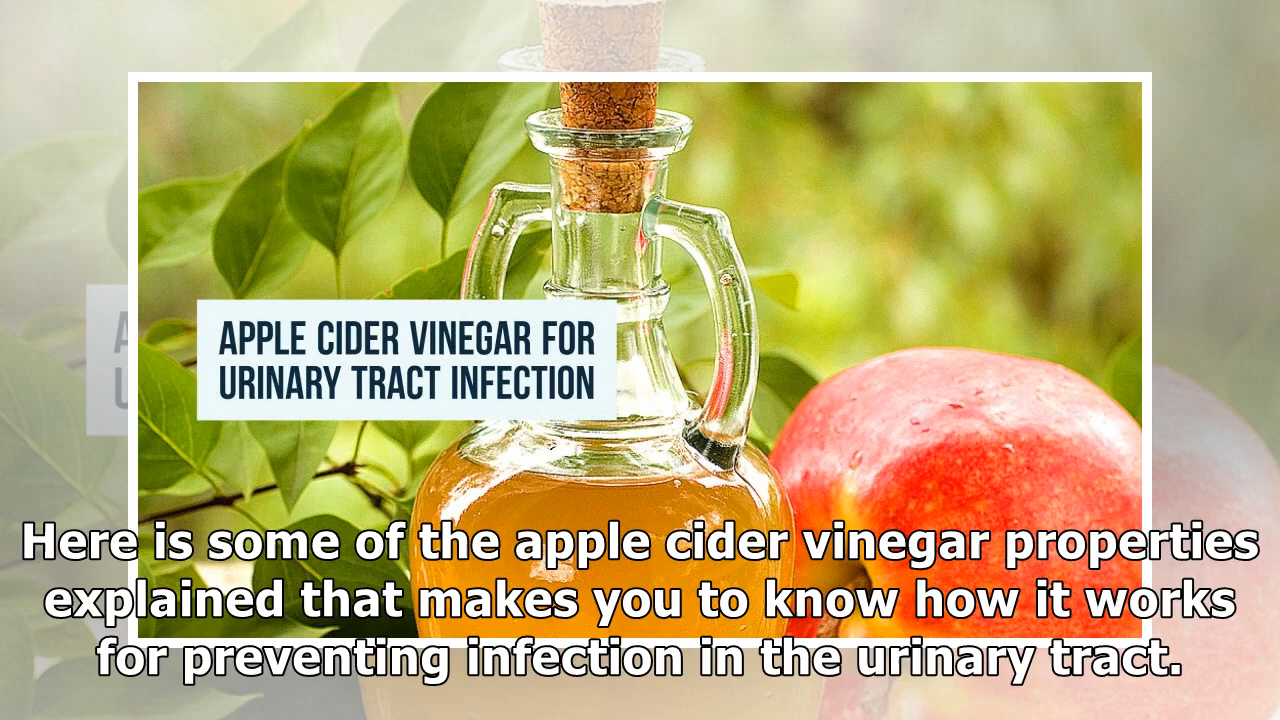 APPLE CIDER VINEGAR FOR
URINARY TRACT INFECTION
Here is some of the apple cider vinegar properties
explained that makes you to know how it works
for preventing infection in the urinary tract.